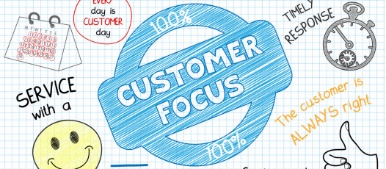 EVERY
day is
CUSTOMER
day
100%
CUSTOMER
FOCUS
100%
TIMELY
RESPONSE
SERVICE
with a
The customer is
ALWAYS right